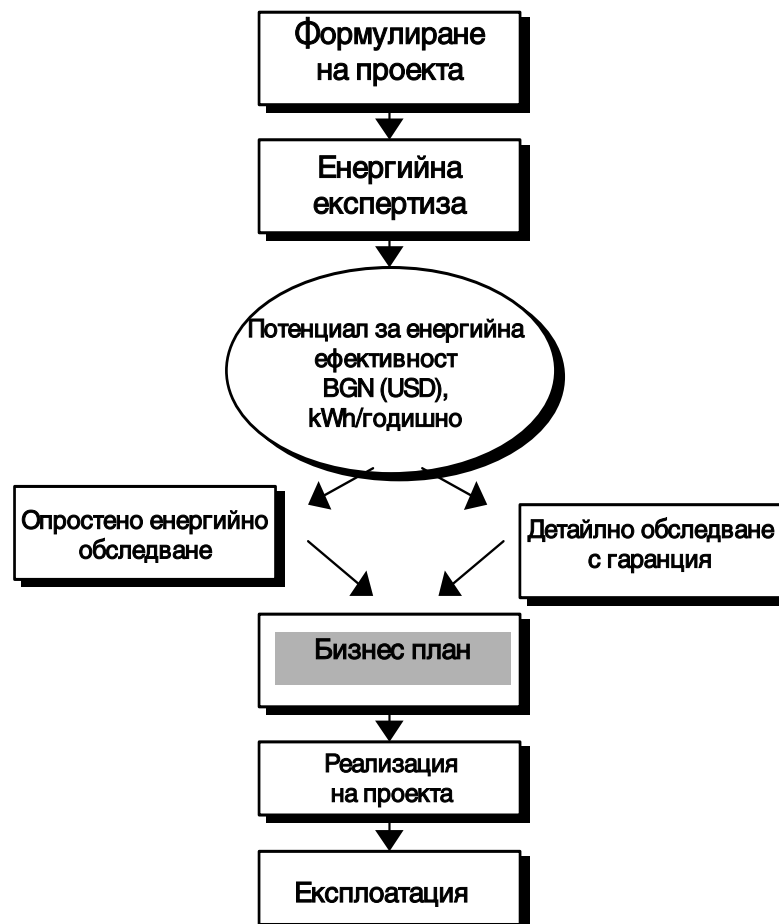 Формулиране
на проекта
Енергийна
експертиза
Потенциал за енергийна
ефективност
BGN (USD),
kWh/годишно
Опростено енергийно
обследване
Детайлно обследване
с гаранция
Бизнес план
Реализация
на проекта
Експлоатация